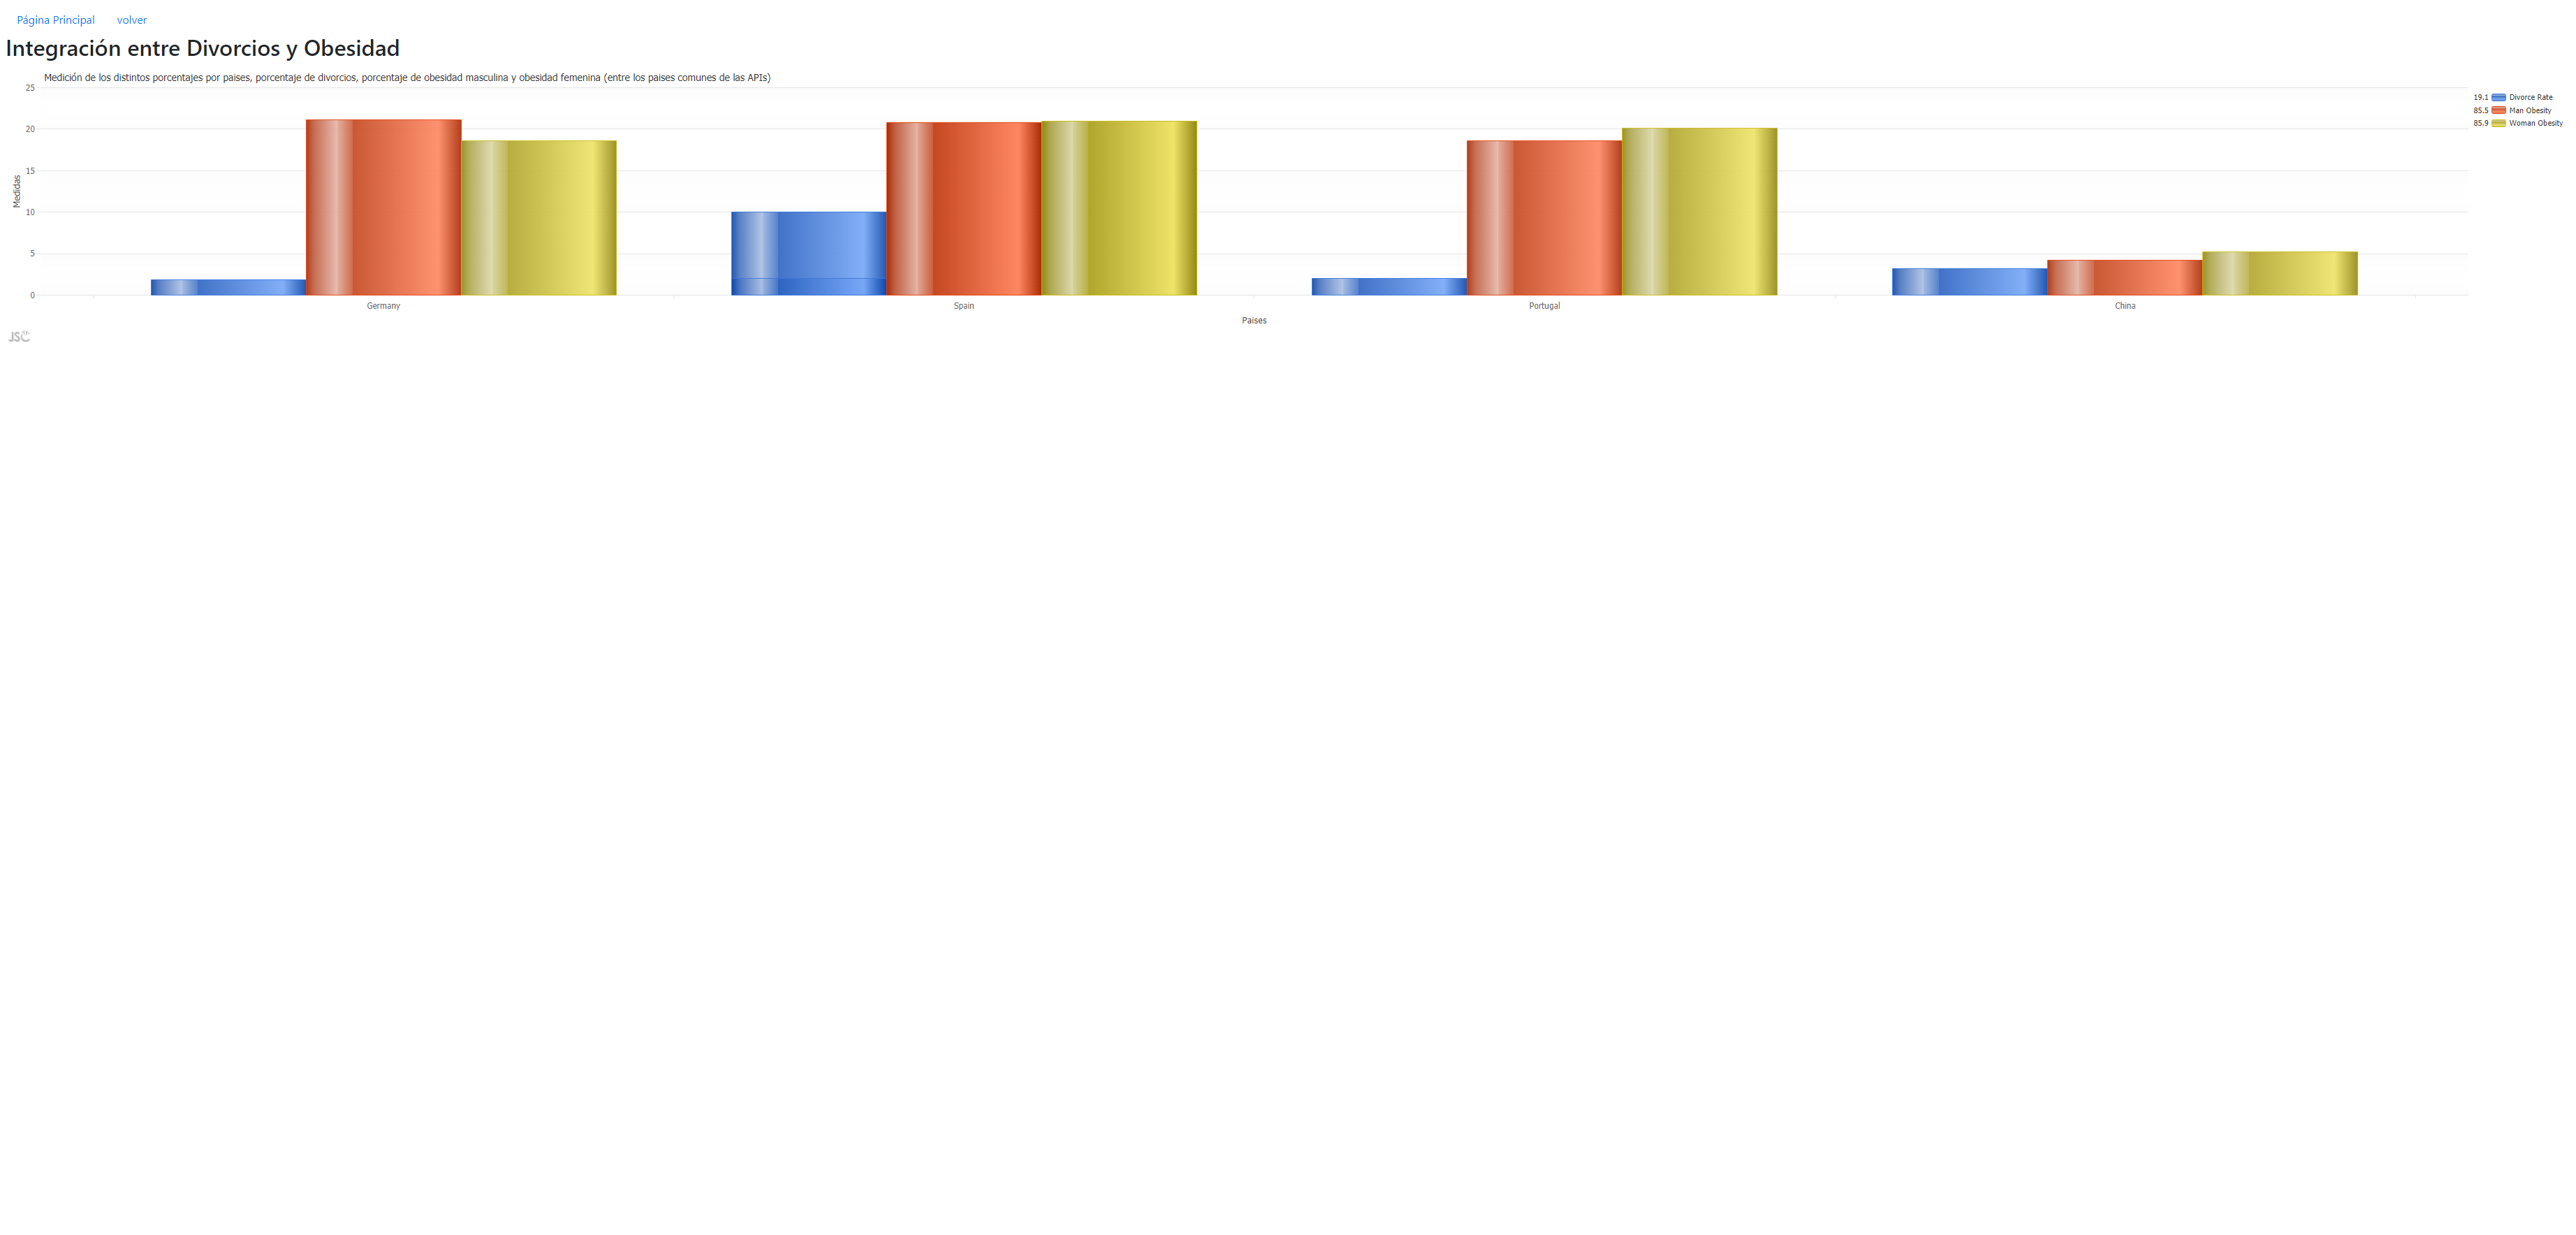 Página Principal volver
Integración entre Divorcios y Obesidad
Medición de los distintos porcentajes por paises, porcentaje de divorcios, porcentaje de obesidad masculina y obesidad femenina (entre los paises comunes de las APIs)
25
20
15
10
5
0
Medidas
Germany Spain Portugal China
Paises
19.1 Divorce Rate
85.5 Man Obesity
85.9 Woman Obesity
JSC